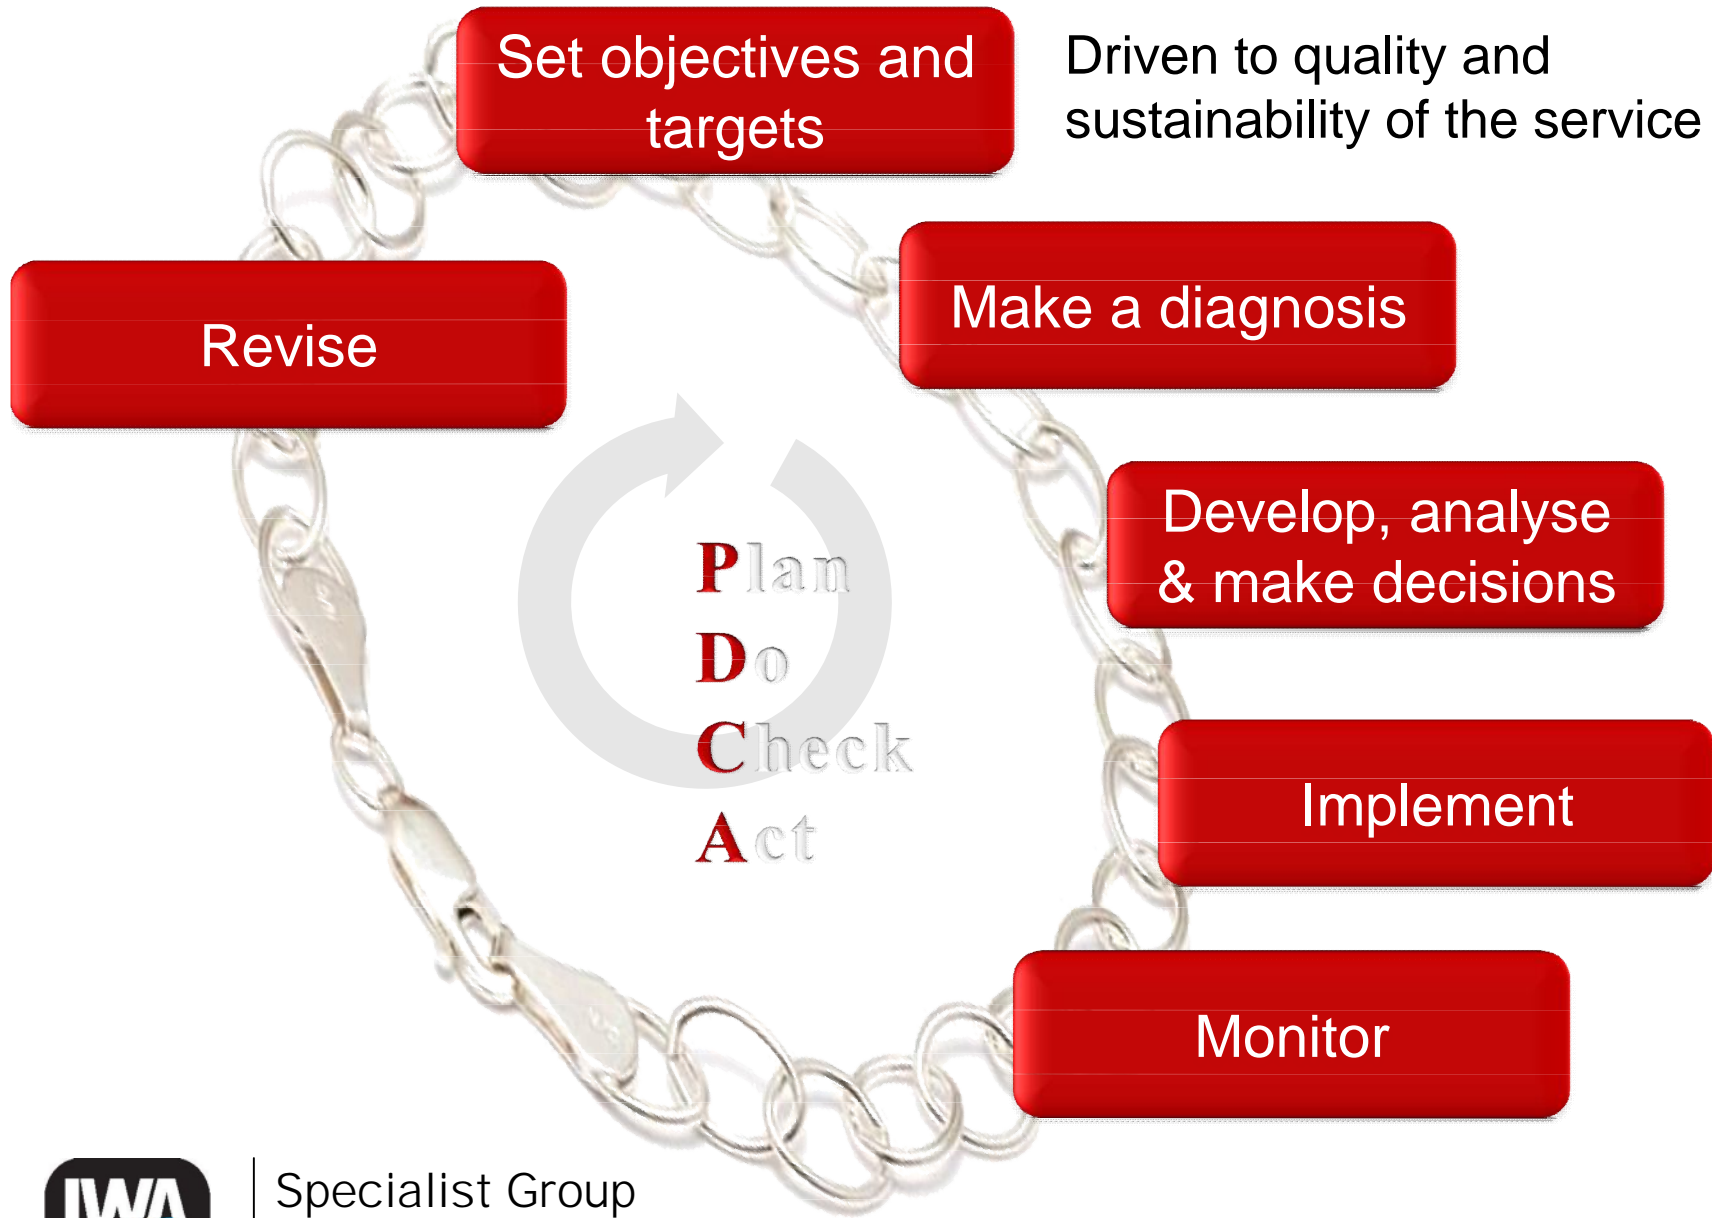 Set objectives and
targets
Driven to quality and
sustainability of the service
Make a diagnosis
Revise
Develop, analyse
& make decisions
Plan
Do
Check
Act
Implement
Monitor
IWA
Specialist Group